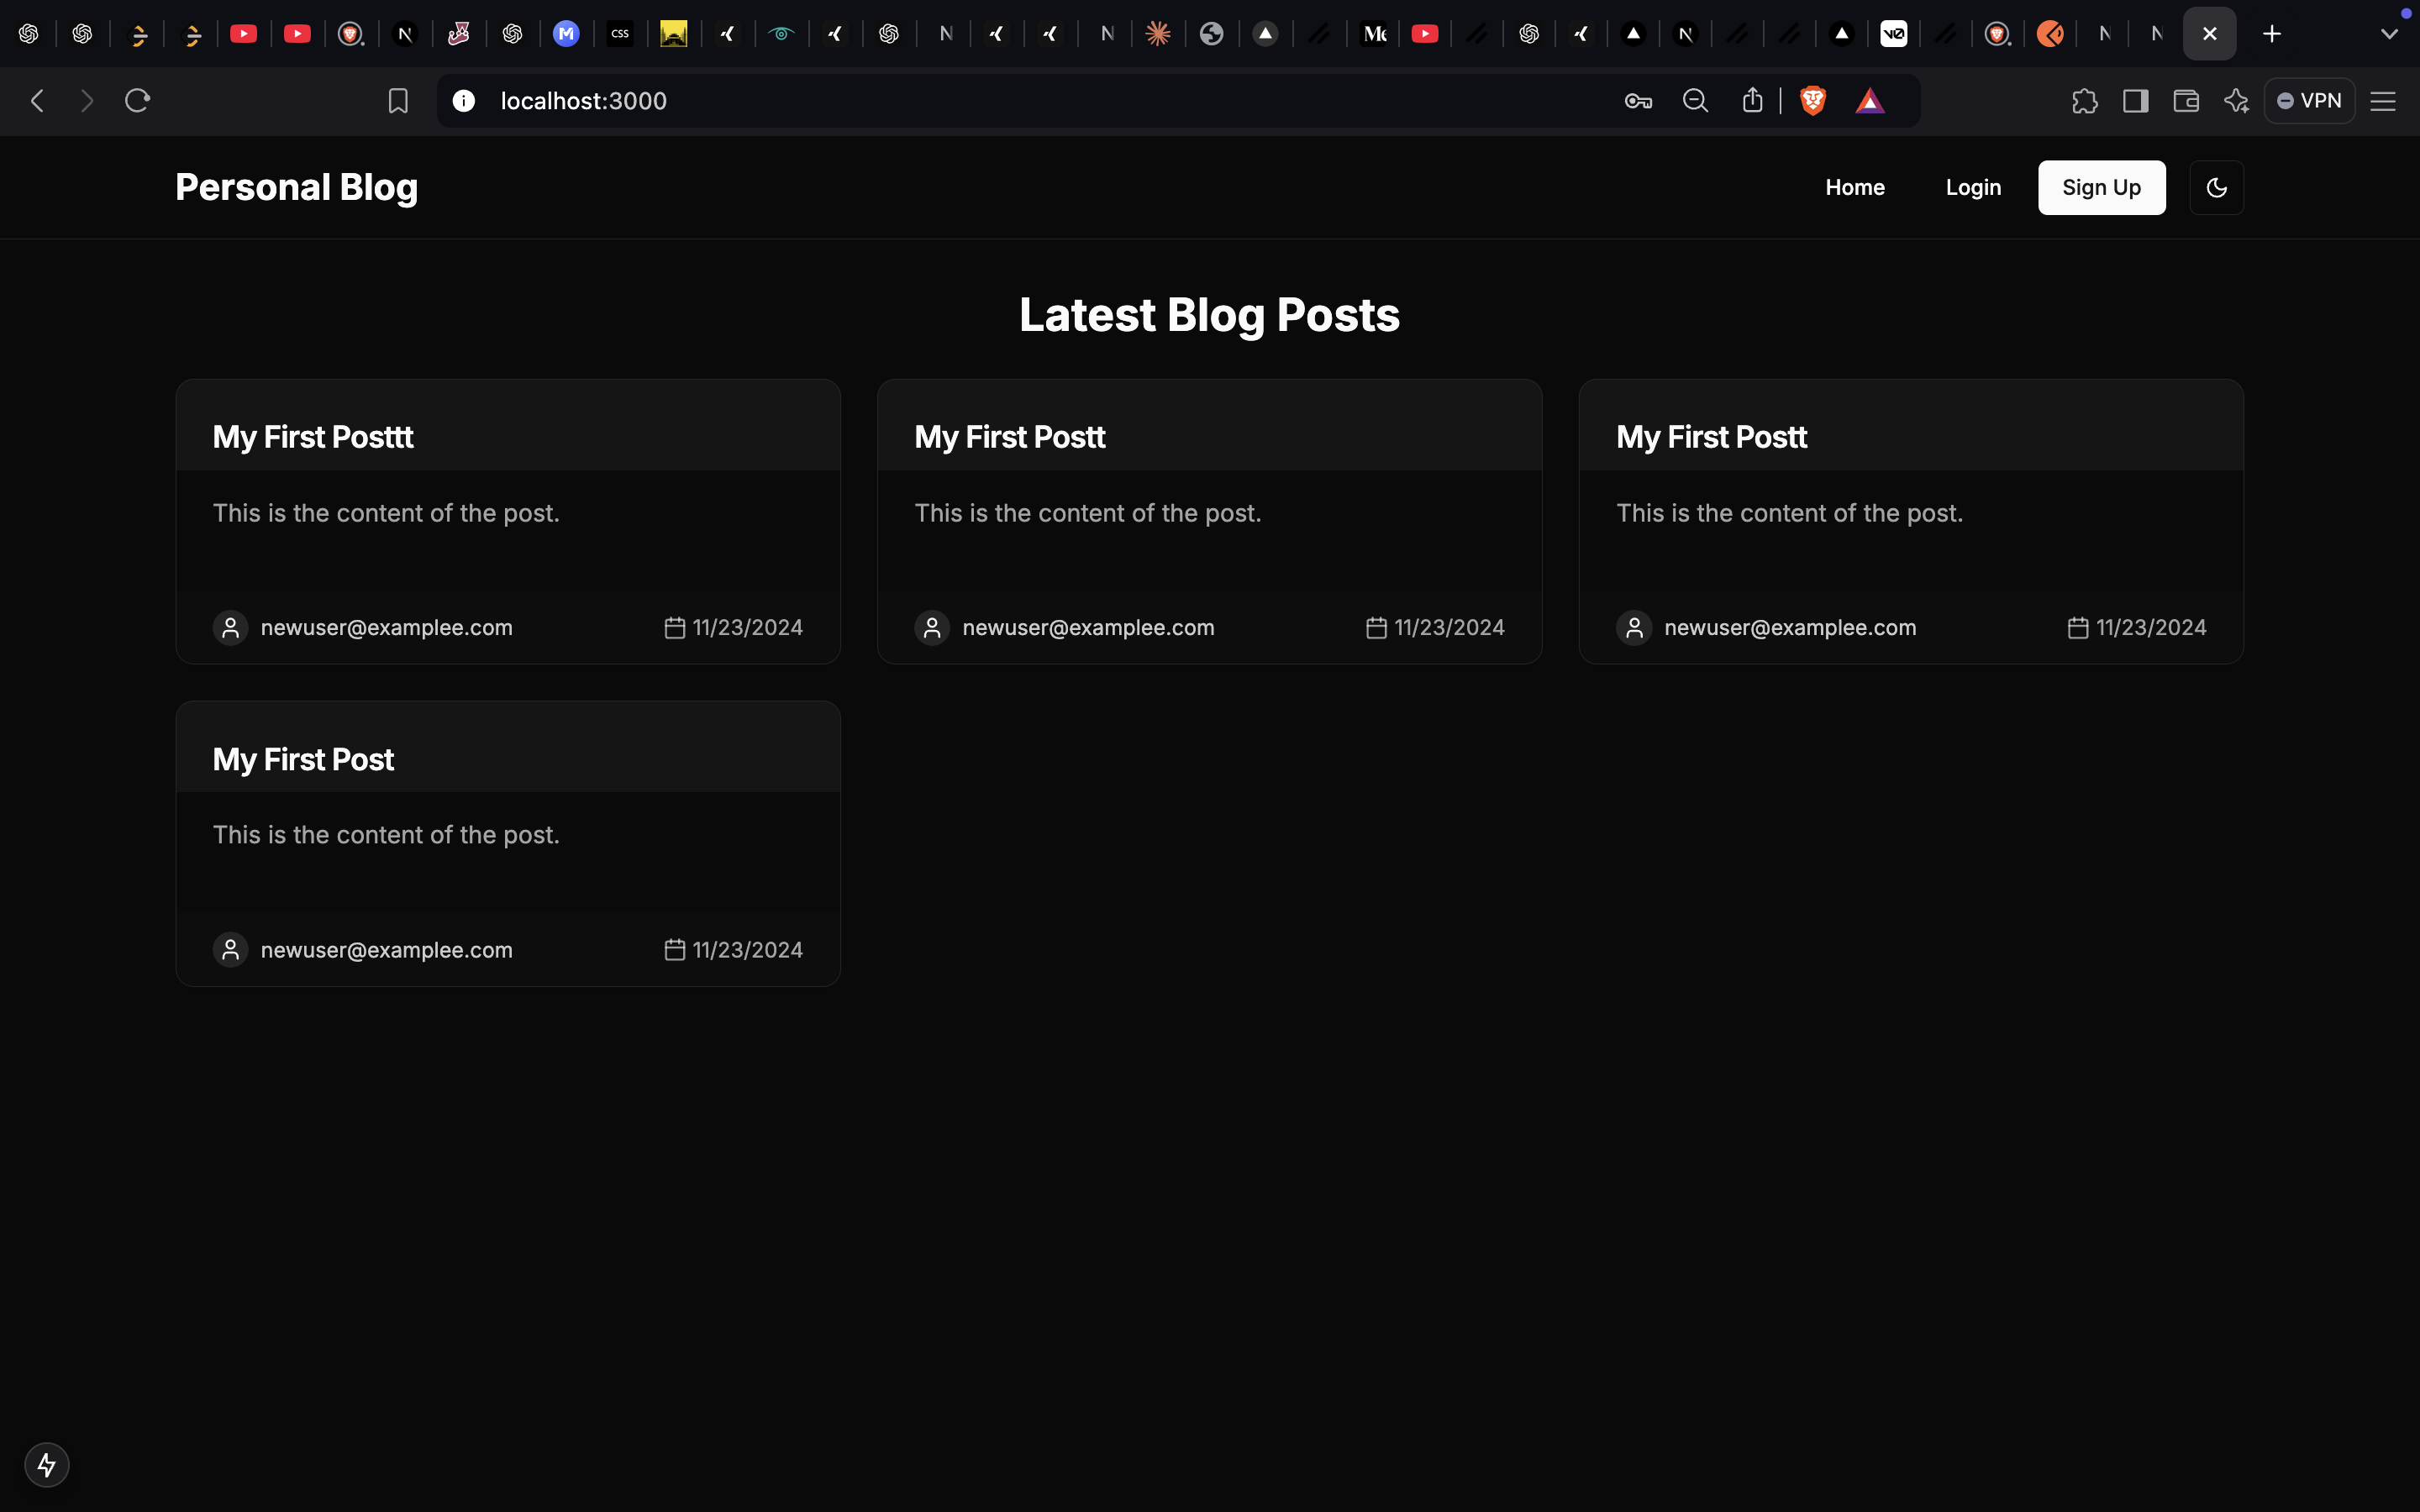 CSS
M
v0
localhost:3000
VPN
Personal Blog
Home Login Sign Up
Latest Blog Posts
My First Posttt
This is the content of the post.
newuser@examplee.com 11/23/2024
My First Postt
This is the content of the post.
newuser@examplee.com 11/23/2024
My First Postt
This is the content of the post.
newuser@examplee.com 11/23/2024
My First Post
This is the content of the post.
newuser@examplee.com 11/23/2024